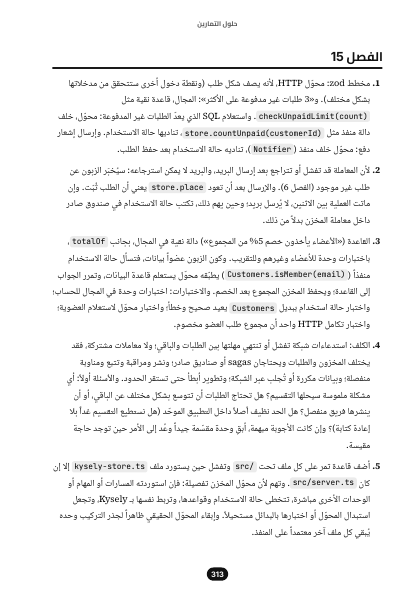 حلول التمارين
الفصل 15
1. مخطط zod: محوّل HTTP، لأنه يصف شكل طلب (ونقطة دخول أخرى ستتحقق من مدخلاتها
بشكل مختلف). و«3 طلبات غير مدفوعة على الأكثر»: المجال، قاعدة نقية مثل
checkUnpaidLimit(count). واستعلام SQL الذي يعدّ الطلبات غير المدفوعة: محوّل، خلف
دالة منفذ مثل store.countUnpaid(customerId)، تناديها حالة الاستخدام. وإرسال إشعار
دفع: محوّل خلف منفذ (Notifier)، تناديه حالة الاستخدام بعد حفظ الطلب.
2. لأن المعاملة قد تفشل أو تتراجع بعد إرسال البريد، والبريد لا يمكن استرجاعه: سيُخبَر الزبون عن
طلب غير موجود (الفصل 6). والإرسال بعد أن تعود store.place يعني أن الطلب ثُبّت. وإن
ماتت العملية بين الاثنين، لا يُرسل بريد؛ وحين يهم ذلك، تكتب حالة الاستخدام في صندوق صادر
داخل معاملة المخزن بدلاً من ذلك.
3. القاعدة («الأعضاء يأخذون خصم 5% من المجموع») دالة نقية في المجال، بجانب totalOf،
باختبارات وحدة للأعضاء وغيرهم وللتقريب. وكون الزبون عضواً بيانات، فتسأل حالة الاستخدام
منفذاً (Customers.isMember(email)) يطبّقه محوّل يستعلم قاعدة البيانات، وتمرر الجواب
إلى القاعدة؛ ويحفظ المخزن المجموع بعد الخصم. والاختبارات: اختبارات وحدة في المجال للحساب؛
واختبار حالة استخدام ببديل Customers يعيد صحيح وخطأ؛ واختبار محوّل لاستعلام العضوية؛
واختبار تكامل HTTP واحد أن مجموع طلب العضو مخصوم.
4. الكلف: استدعاءات شبكة تفشل أو تنتهي مهلتها بين الطلبات والباقي؛ ولا معاملات مشتركة، فقد
يختلف المخزون والطلبات ويحتاجان sagas أو صناديق صادر؛ ونشر ومراقبة وتتبع ومناوبة
منفصلة؛ وبيانات مكررة أو تُجلب عبر الشبكة؛ وتطوير أبطأ حتى تستقر الحدود. والأسئلة أولاً: أي
مشكلة ملموسة سيحلها التقسيم؟ هل تحتاج الطلبات أن تتوسع بشكل مختلف عن الباقي، أو أن
ينشرها فريق منفصل؟ هل الحد نظيف أصلاً داخل التطبيق الموحّد (هل نستطيع التقسيم غداً بلا
إعادة كتابة)؟ وإن كانت الأجوبة مبهمة، أبقِ وحدة مقسّمة جيداً وعُد إلى الأمر حين توجد حاجة
مقيسة.
5. أضف قاعدة تمر على كل ملف تحت src/ وتفشل حين يستورد ملف kysely-store.ts إلا إن
كان src/server.ts. وتهم لأن محوّل المخزن تفصيلة: فإن استوردته المسارات أو المهام أو
الوحدات الأخرى مباشرة، تتخطى حالة الاستخدام وقواعدها، وتربط نفسها بـ Kysely، وتجعل
استبدال المحوّل أو اختبارها بالبدائل مستحيلاً. وإبقاء المحوّل الحقيقي ظاهراً لجذر التركيب وحده
يُبقي كل ملف آخر معتمداً على المنفذ.
313